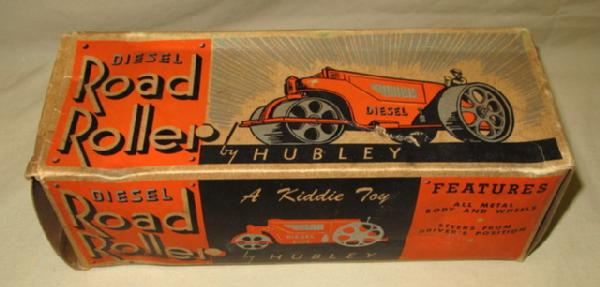 DIESEL
Road
Roller
DIESEL
by HUBLEY
DIESEL
Road
Roller
A Kiddie Toy
DIESEL
by HUBLEY
FEATURES
ALL METAL
BODY AND WHEELS
STEERS FROM
DRIVER'S POSITION